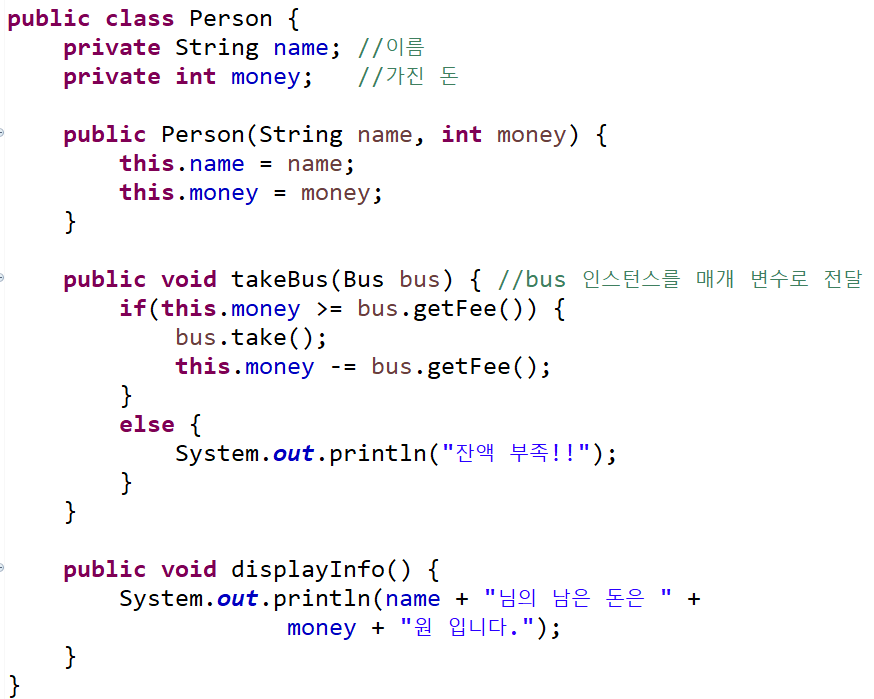 public class Person {
    private String name; //이름
    private int money;   //가진 돈
    public Person(String name, int money) {
        this.name = name;
        this.money = money;
    }
    public void takeBus(Bus bus) { //bus 인스턴스를 매개 변수로 전달
        if(this.money >= bus.getFee()) {
            bus.take();
            this.money -= bus.getFee();
        }
        else {
            System.out.println("잔액 부족!!");
        }
    }
    public void displayInfo() {
        System.out.println(name + "님의 남은 돈은 " +
                    money + "원 입니다.");
    }
}